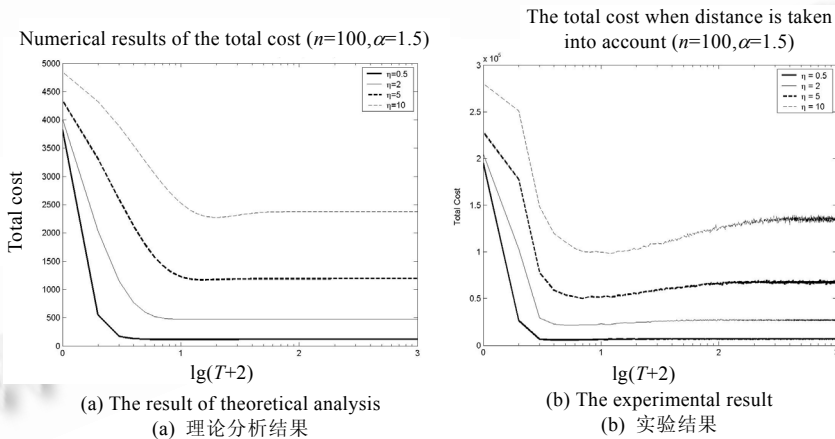 Numerical results of the total cost (n=100,α=1.5)
5000
4500
4000
3500
3000
2500
2000
1500
1000
500
0
Total cost
η=0.5
η=2
η=5
η=10
0
1
2
3
lg(T+2)
(a) The result of theoretical analysis
(a) 理论分析结果
The total cost when distance is taken
into account (n=100,α=1.5)
×10⁵
3
2.5
2
1.5
1
0.5
0
Total Cost
η = 0.5
η = 2
η = 5
η = 10
0
1
2
3
lg(T+2)
(b) The experimental result
(b) 实验结果